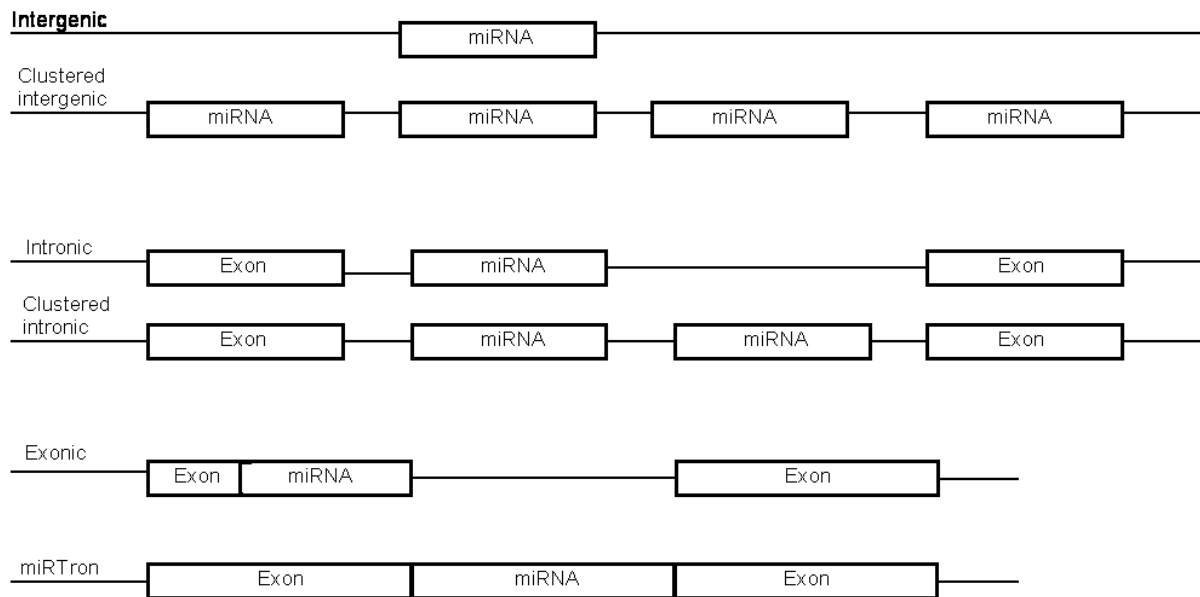 Intergenic
miRNA
Clustered
intergenic
miRNA miRNA miRNA miRNA
Intronic
Exon miRNA Exon
Clustered
intronic
Exon miRNA miRNA Exon
Exonic
Exon miRNA Exon
miRTron
Exon miRNA Exon